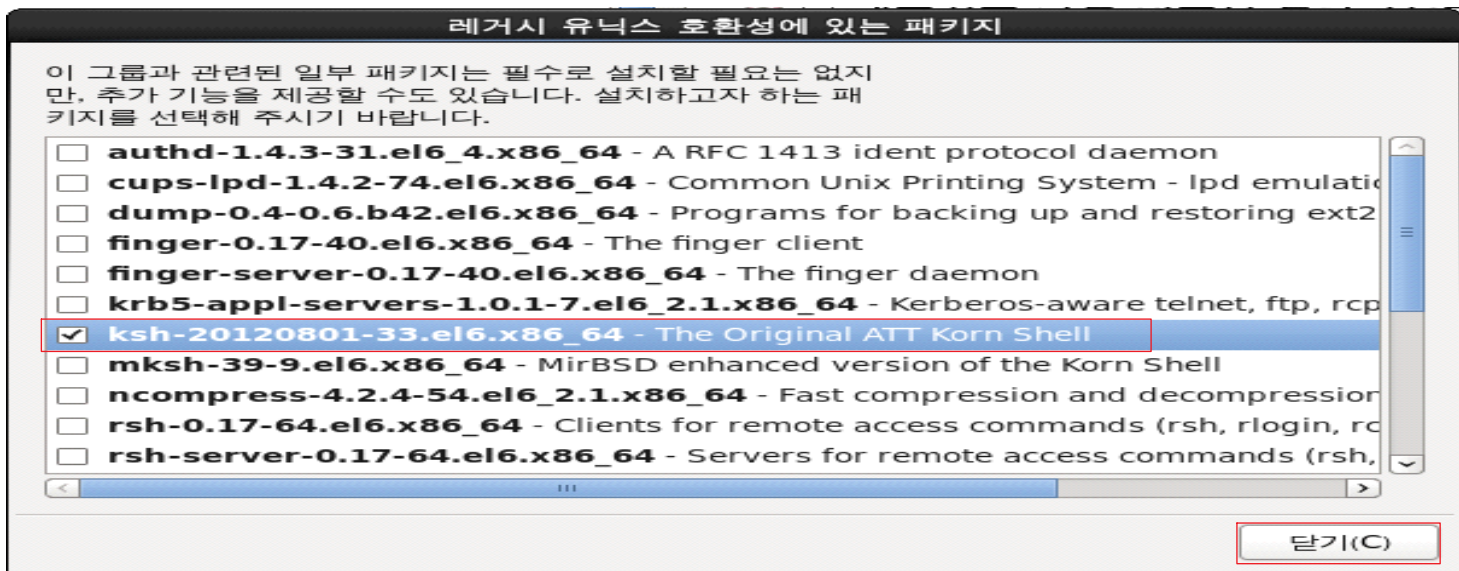 레거시 유닉스 호환성에 있는 패키지
이 그룹과 관련된 일부 패키지는 필수로 설치할 필요는 없지
만, 추가 기능을 제공할 수도 있습니다. 설치하고자 하는 패
키지를 선택해 주시기 바랍니다.
authd-1.4.3-31.el6_4.x86_64 - A RFC 1413 ident protocol daemon
cups-lpd-1.4.2-74.el6.x86_64 - Common Unix Printing System - lpd emulatio
dump-0.4-0.6.b42.el6.x86_64 - Programs for backing up and restoring ext2
finger-0.17-40.el6.x86_64 - The finger client
finger-server-0.17-40.el6.x86_64 - The finger daemon
krb5-appl-servers-1.0.1-7.el6_2.1.x86_64 - Kerberos-aware telnet, ftp, rcp
ksh-20120801-33.el6.x86_64 - The Original ATT Korn Shell
mksh-39-9.el6.x86_64 - MirBSD enhanced version of the Korn Shell
ncompress-4.2.4-54.el6_2.1.x86_64 - Fast compression and decompression
rsh-0.17-64.el6.x86_64 - Clients for remote access commands (rsh, rlogin, rc
rsh-server-0.17-64.el6.x86_64 - Servers for remote access commands (rsh,
닫기(C)